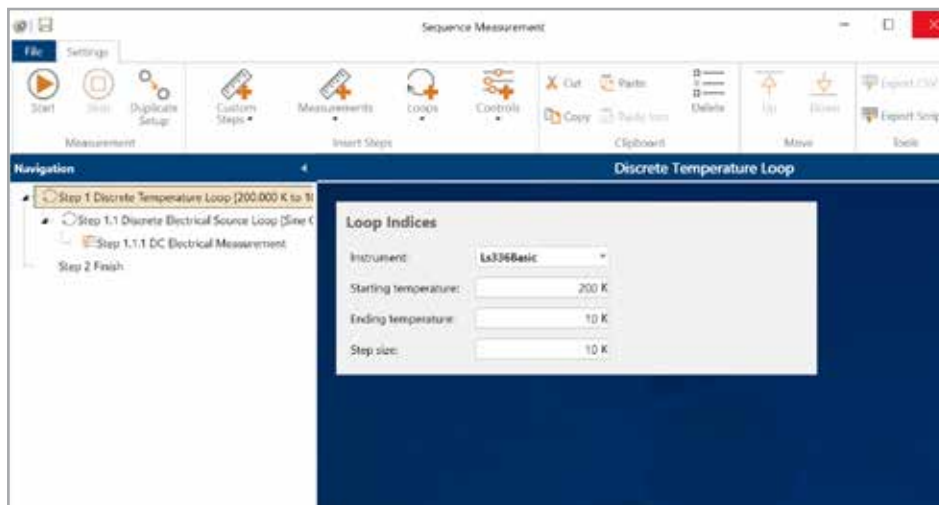 Sequence Measurement
File Settings
Start Stop Duplicate Setup Custom Steps Measurements Loops Controls Cut Copy Paste Delete Up Down Export CSV Export Scrip
Measurement Insert Steps Clipboard Move Tools
Navigation
Discrete Temperature Loop
Step 1 Discrete Temperature Loop [200.000 K to 10
Step 1.1 Discrete Electrical Source Loop [Sine C
Step 1.1.1 DC Electrical Measurement
Step 2 Finish
Loop Indices
Instrument: Ls336Basic
Starting temperature: 200 K
Ending temperature: 10 K
Step size: 10 K